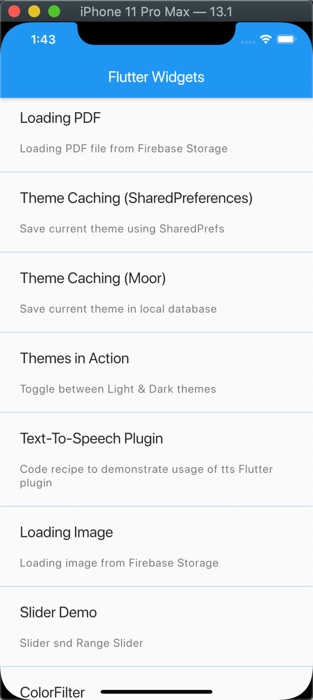 iPhone 11 Pro Max — 13.1
1:43
Flutter Widgets
Loading PDF
Loading PDF file from Firebase Storage
Theme Caching (SharedPreferences)
Save current theme using SharedPrefs
Theme Caching (Moor)
Save current theme in local database
Themes in Action
Toggle between Light & Dark themes
Text-To-Speech Plugin
Code recipe to demonstrate usage of tts Flutter
plugin
Loading Image
Loading image from Firebase Storage
Slider Demo
Slider snd Range Slider
ColorFilter